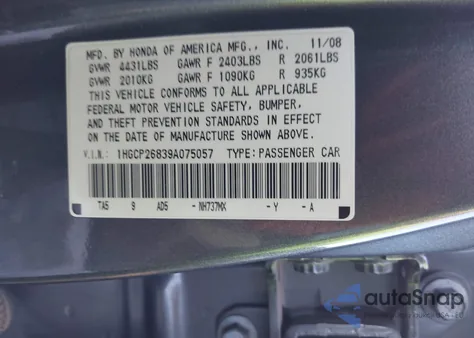 MFD. BY HONDA OF AMERICA MFG., INC. 11/08
GVWR 4431LBS GAWR F 2403LBS R 2061LBS
GVWR 2010KG GAWR F 1090KG R 935KG
THIS VEHICLE CONFORMS TO ALL APPLICABLE
FEDERAL MOTOR VEHICLE SAFETY, BUMPER,
AND THEFT PREVENTION STANDARDS IN EFFECT
ON THE DATE OF MANUFACTURE SHOWN ABOVE.
V.I.N.: 1HGCP26839A075057 TYPE: PASSENGER CAR
TA5 9 AD5 - NH737MX - Y - A
autoSnap